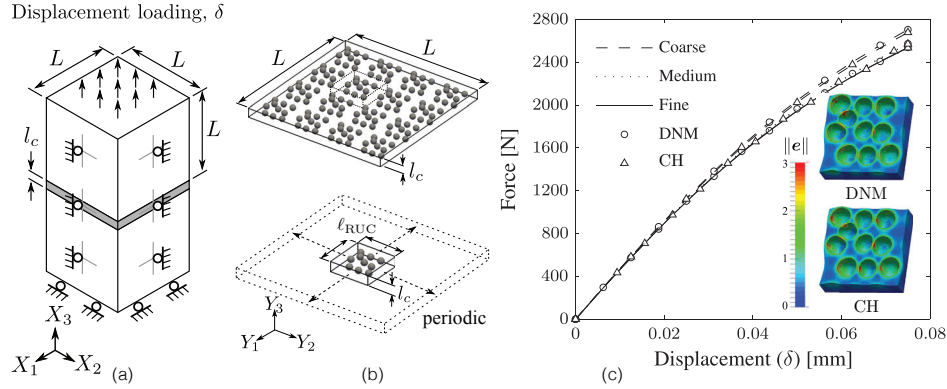 Displacement loading, δ
L
L
L
l_c
X_3
X_1
X_2
(a)
L
L
l_c
ℓ_RUC
l_c
Y_3
Y_1
Y_2
periodic
(b)
Force [N]
2800
2400
2000
1600
1200
800
400
0
Coarse
Medium
Fine
DNM
CH
‖e‖
3
2
1
0
DNM
CH
0
0.02
0.04
0.06
0.08
Displacement (δ) [mm]
(c)